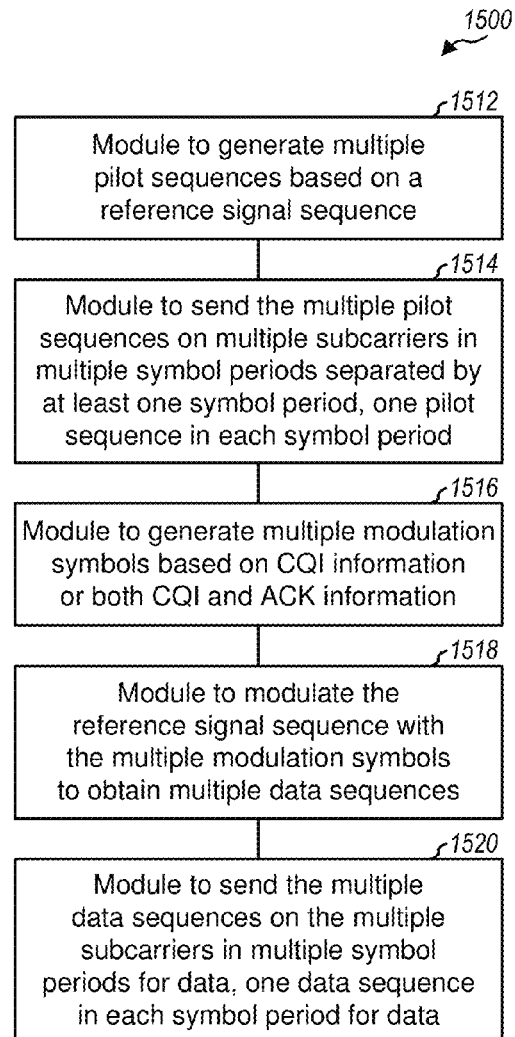 1500
1512
Module to generate multiple
pilot sequences based on a
reference signal sequence
1514
Module to send the multiple pilot
sequences on multiple subcarriers in
multiple symbol periods separated by
at least one symbol period, one pilot
sequence in each symbol period
1516
Module to generate multiple modulation
symbols based on CQI information
or both CQI and ACK information
1518
Module to modulate the
reference signal sequence with
the multiple modulation symbols
to obtain multiple data sequences
1520
Module to send the multiple
data sequences on the multiple
subcarriers in multiple symbol
periods for data, one data sequence
in each symbol period for data